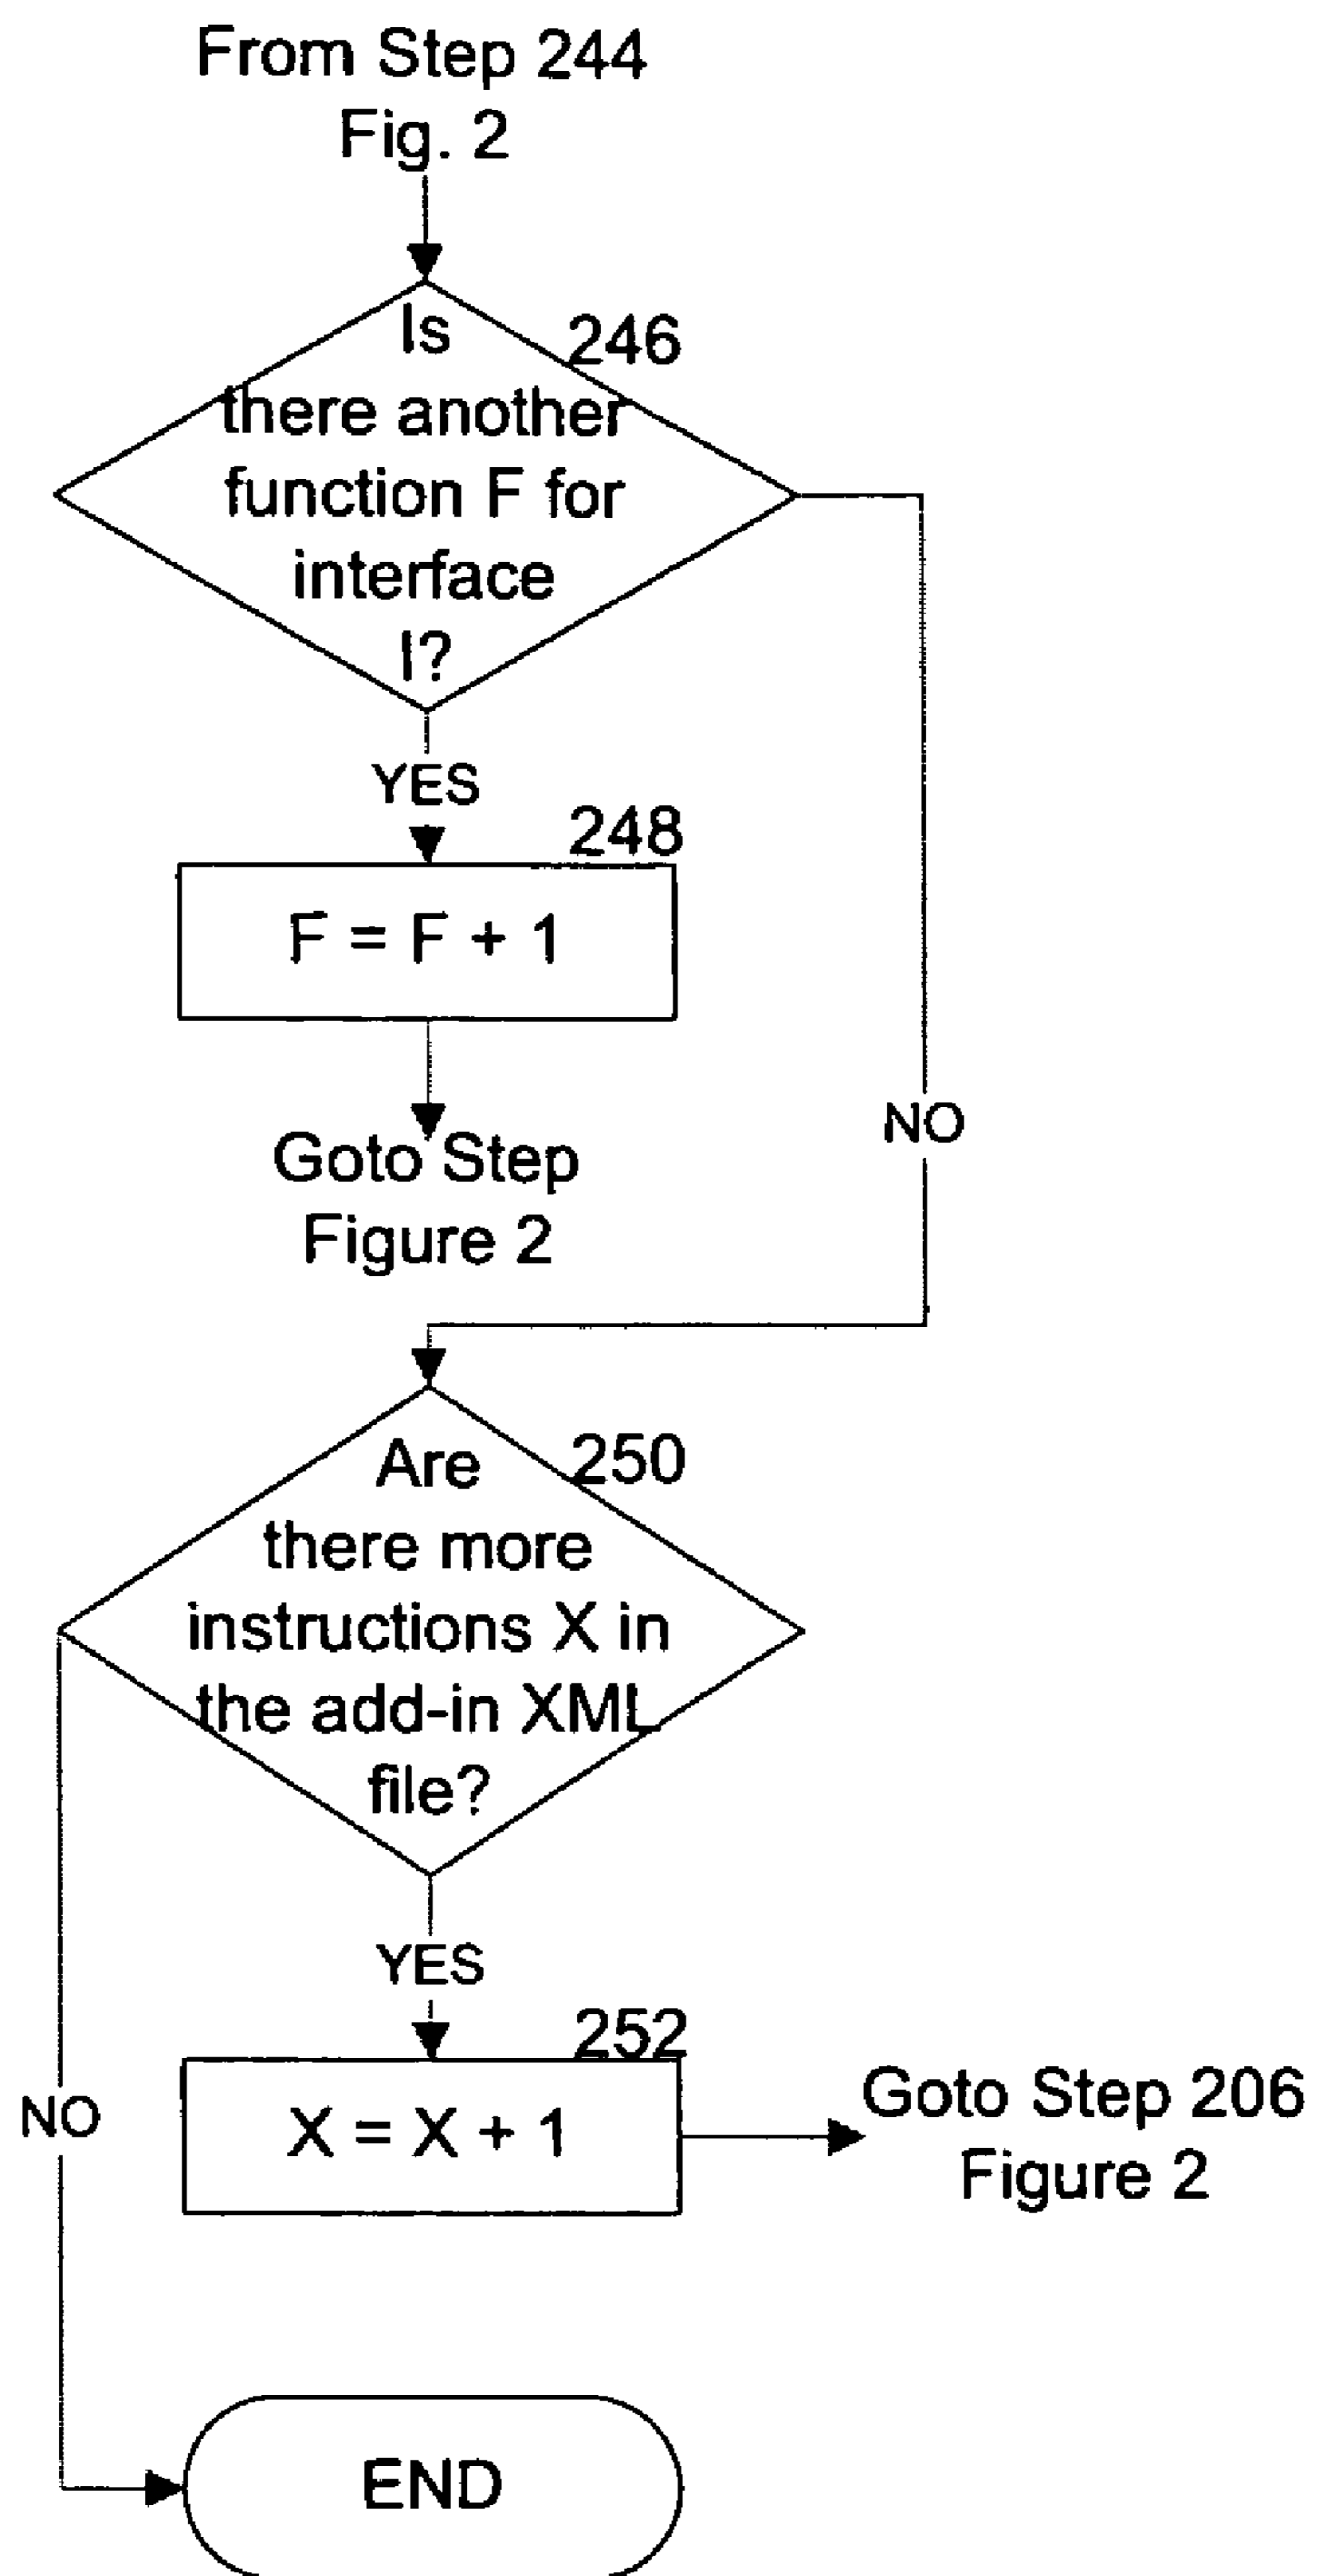 From Step 244
Fig. 2
246
Is
there another
function F for
interface
I?
YES
248
F = F + 1
NO
Goto Step
Figure 2
250
Are
there more
instructions X in
the add-in XML
file?
YES
252
X = X + 1
Goto Step 206
Figure 2
NO
END